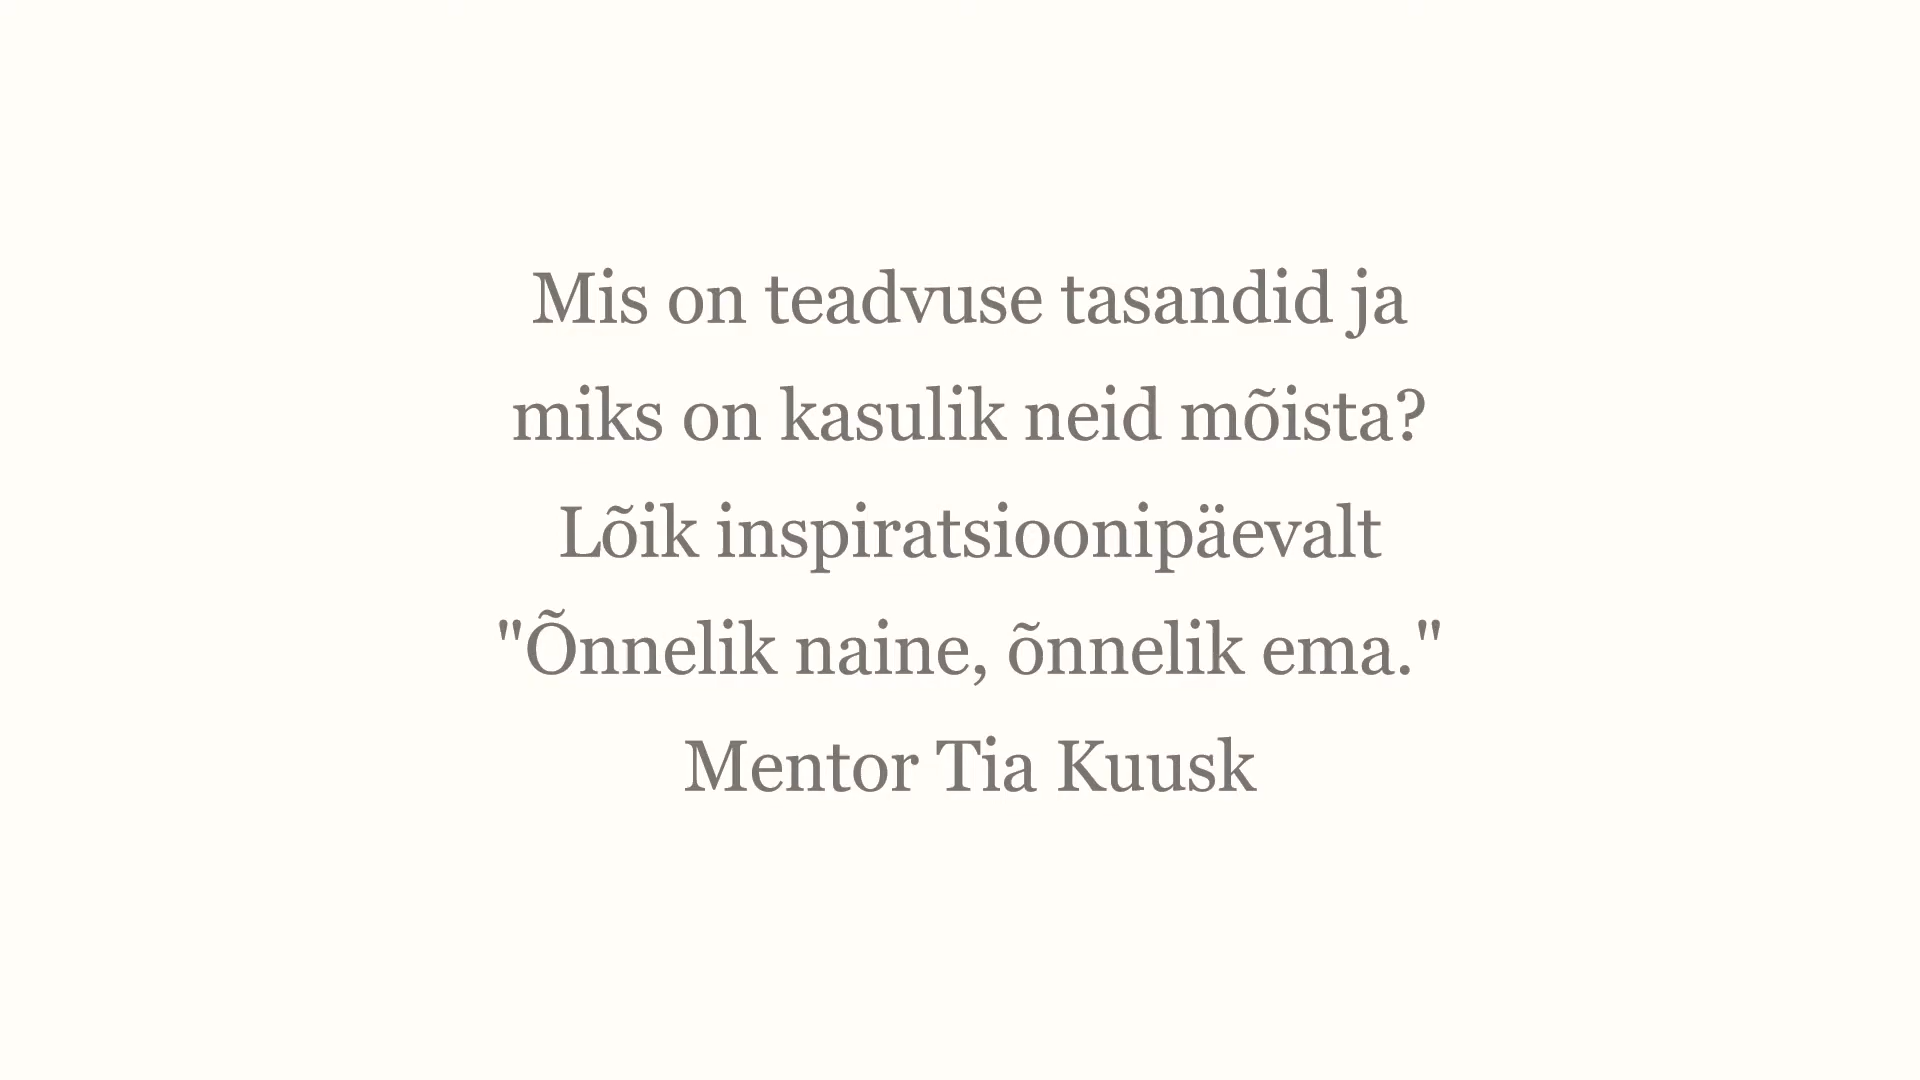 Mis on teadvuse tasandid ja
miks on kasulik neid mõista?
Lõik inspiratsioonipäevalt
"Õnnelik naine, õnnelik ema."
Mentor Tia Kuusk